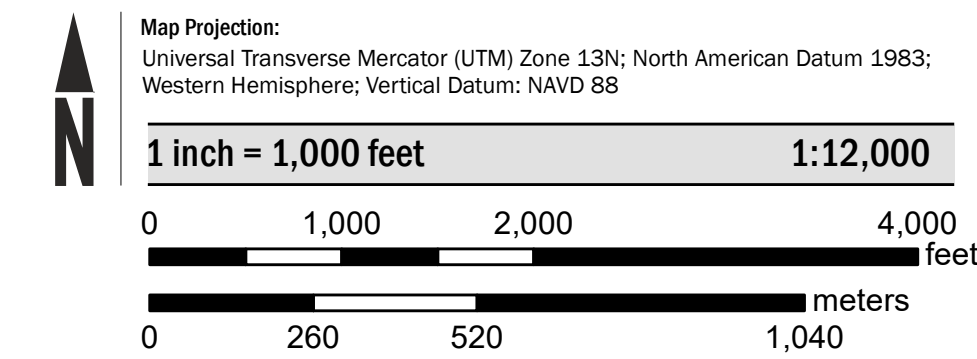 N
Map Projection:
Universal Transverse Mercator (UTM) Zone 13N; North American Datum 1983;
Western Hemisphere; Vertical Datum: NAVD 88
1 inch = 1,000 feet 1:12,000
0 1,000 2,000 4,000
feet
meters
0 260 520 1,040